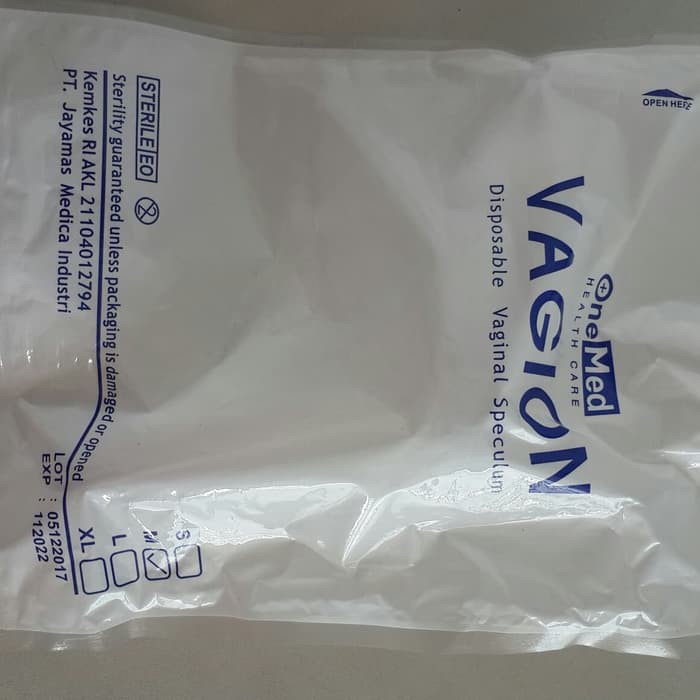 OPEN HERE
OneMed
HEALTH CARE
VAGION
Disposable Vaginal Speculum
S
M
L
XL
STERILE EO
Sterility guaranteed unless packaging is damaged or opened
Kemkes RI AKL 21104012794
PT. Jayamas Medica Industri
LOT : 05122017
EXP : 112022